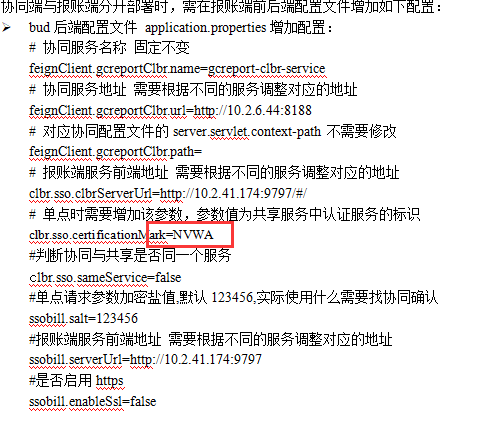 协同端与报账端分开部署时，需在报账端前后端配置文件增加如下配置：
➢ bud 后端配置文件 application.properties 增加配置：
# 协同服务名称 固定不变
feignClient.gcreportClbr.name=gcreport-clbr-service
# 协同服务地址 需要根据不同的服务调整对应的地址
feignClient.gcreportClbr.url=http://10.2.6.44:8188
# 对应协同配置文件的 server.servlet.context-path 不需要修改
feignClient.gcreportClbr.path=
# 报账端服务前端地址 需要根据不同的服务调整对应的地址
clbr.sso.clbrServerUrl=http://10.2.41.174:9797/#/
# 单点时需要增加该参数，参数值为共享服务中认证服务的标识
clbr.sso.certificationMark=NVWA
#判断协同与共享是否同一个服务
clbr.sso.sameService=false
#单点请求参数加密盐值,默认 123456,实际使用什么需要找协同确认
ssobill.salt=123456
#报账端服务前端地址 需要根据不同的服务调整对应的地址
ssobill.serverUrl=http://10.2.41.174:9797
#是否启用 https
ssobill.enableSsl=false